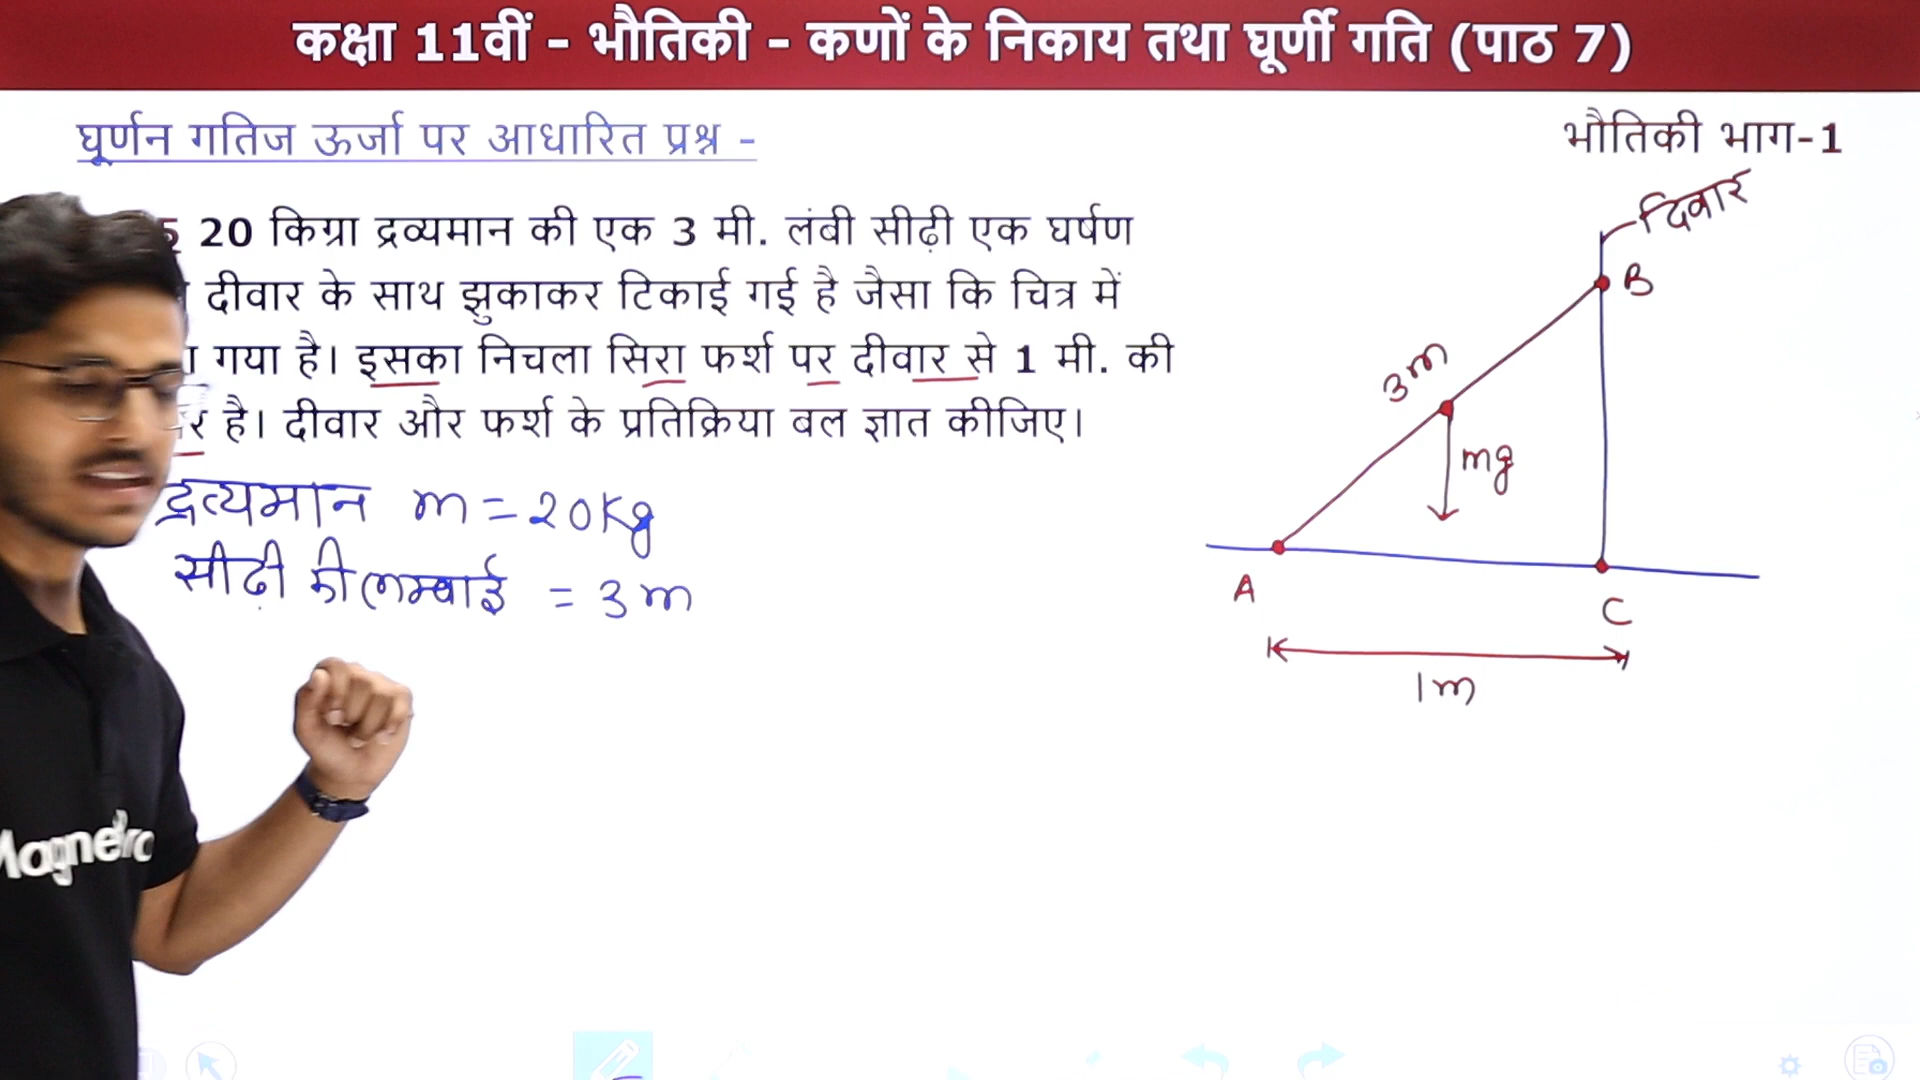 कक्षा 11वीं - भौतिकी - कणों के निकाय तथा घूर्णी गति (पाठ 7)
घूर्णन गतिज ऊर्जा पर आधारित प्रश्न -
भौतिकी भाग-1
20 किग्रा द्रव्यमान की एक 3 मी. लंबी सीढ़ी एक घर्षण
दीवार के साथ झुकाकर टिकाई गई है जैसा कि चित्र में
गया है। इसका निचला सिरा फर्श पर दीवार से 1 मी. की
है। दीवार और फर्श के प्रतिक्रिया बल ज्ञात कीजिए।
द्रव्यमान m = 20Kg
सीढ़ी की लम्बाई = 3 m
दिवार
B
3m
mg
A
C
1m